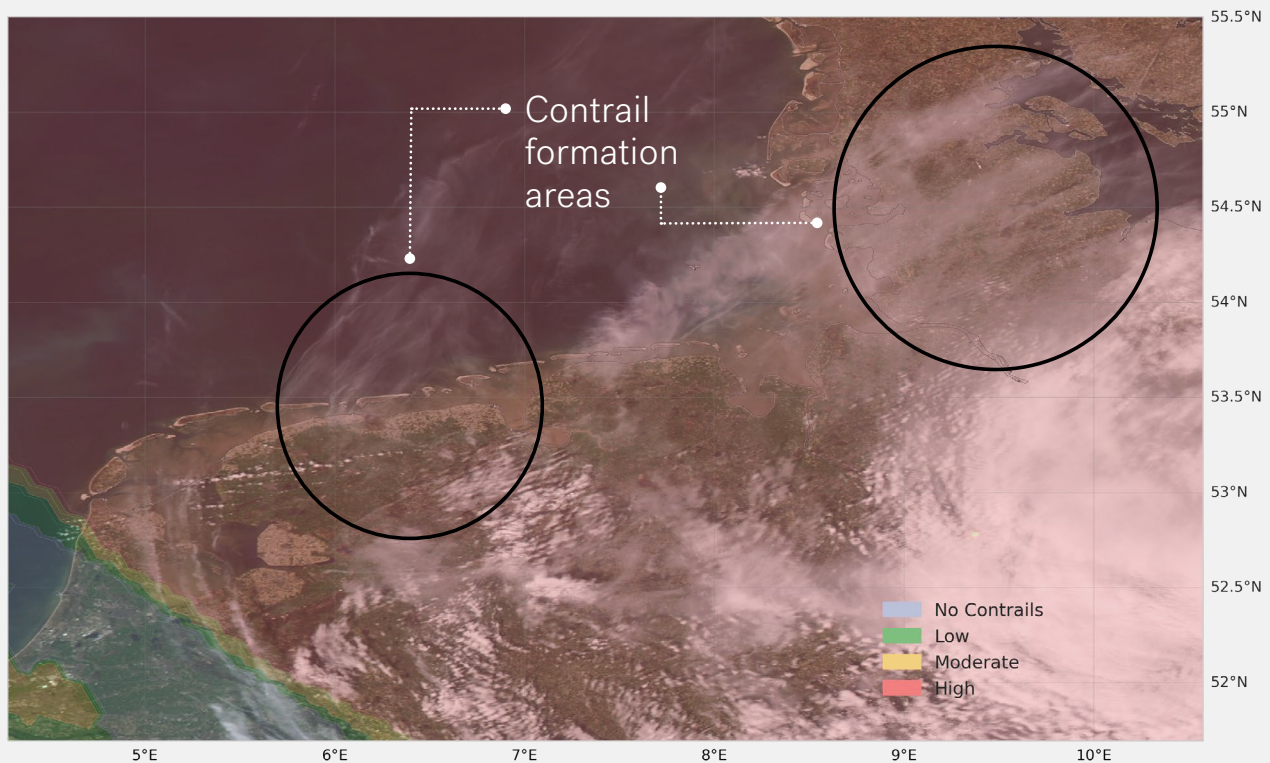 55.5°N
Contrail
formation
areas
55°N
54.5°N
54°N
53.5°N
53°N
52.5°N
52°N
No Contrails
Low
Moderate
High
5°E 6°E 7°E 8°E 9°E 10°E